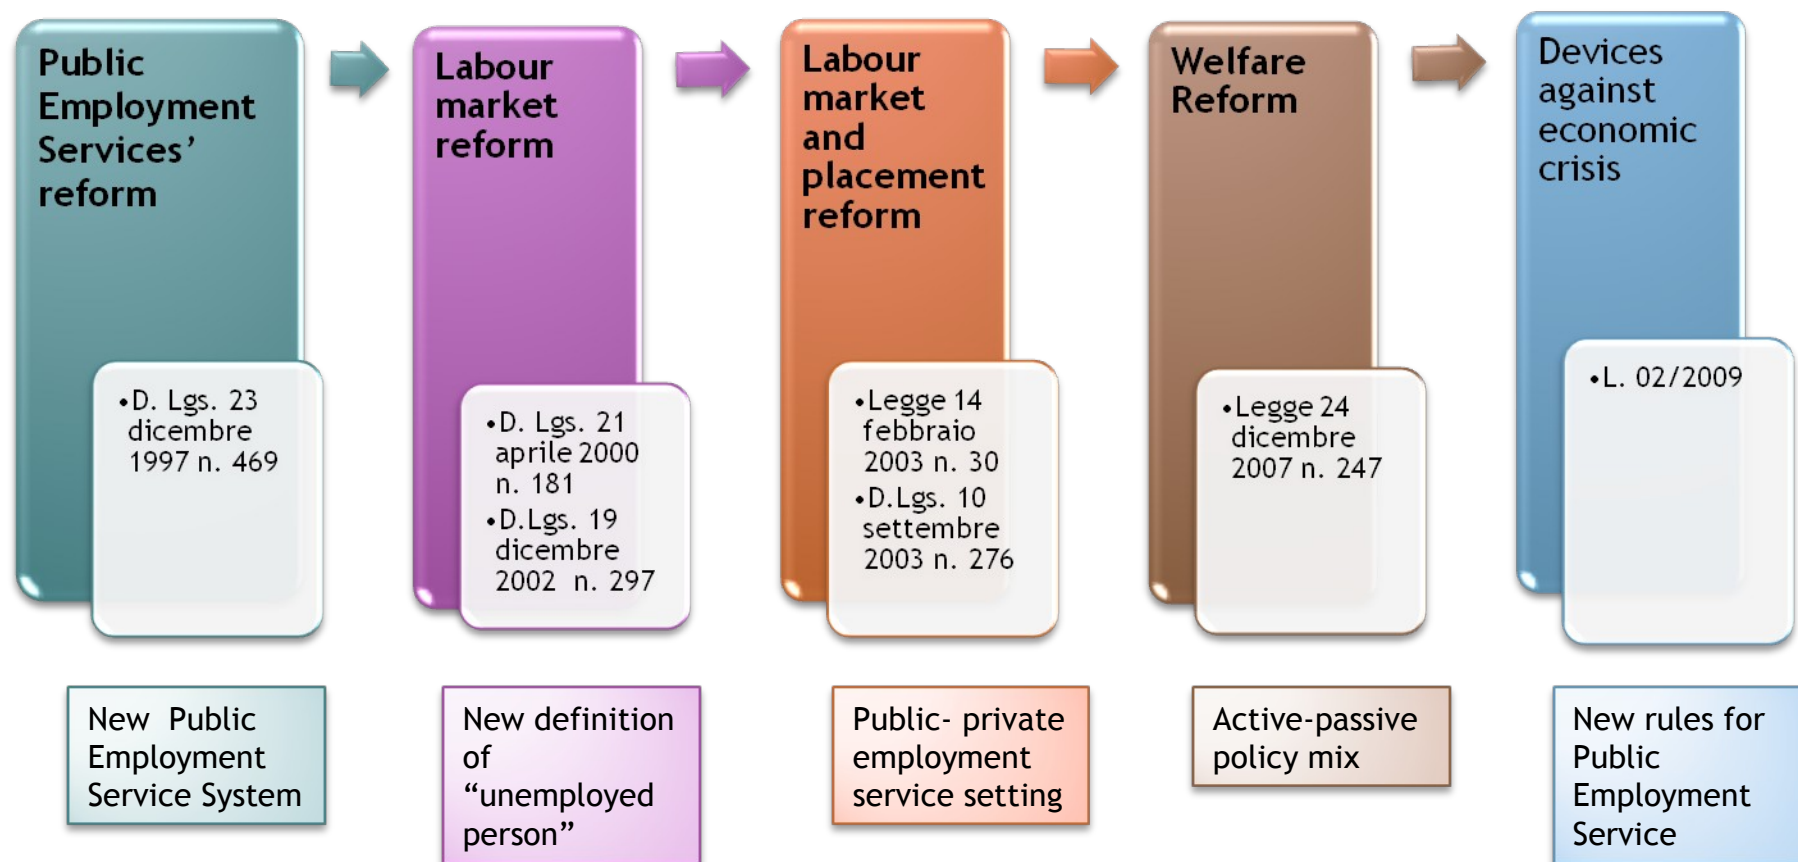 Public
Employment
Services’
reform
•D. Lgs. 23
dicembre
1997 n. 469
New Public
Employment
Service System
Labour
market
reform
•D. Lgs. 21
aprile 2000
n. 181
•D.Lgs. 19
dicembre
2002 n. 297
New definition
of
“unemployed
person”
Labour
market
and
placement
reform
•Legge 14
febbraio
2003 n. 30
•D.Lgs. 10
settembre
2003 n. 276
Public- private
employment
service setting
Welfare
Reform
•Legge 24
dicembre
2007 n. 247
Active-passive
policy mix
Devices
against
economic
crisis
•L. 02/2009
New rules for
Public
Employment
Service